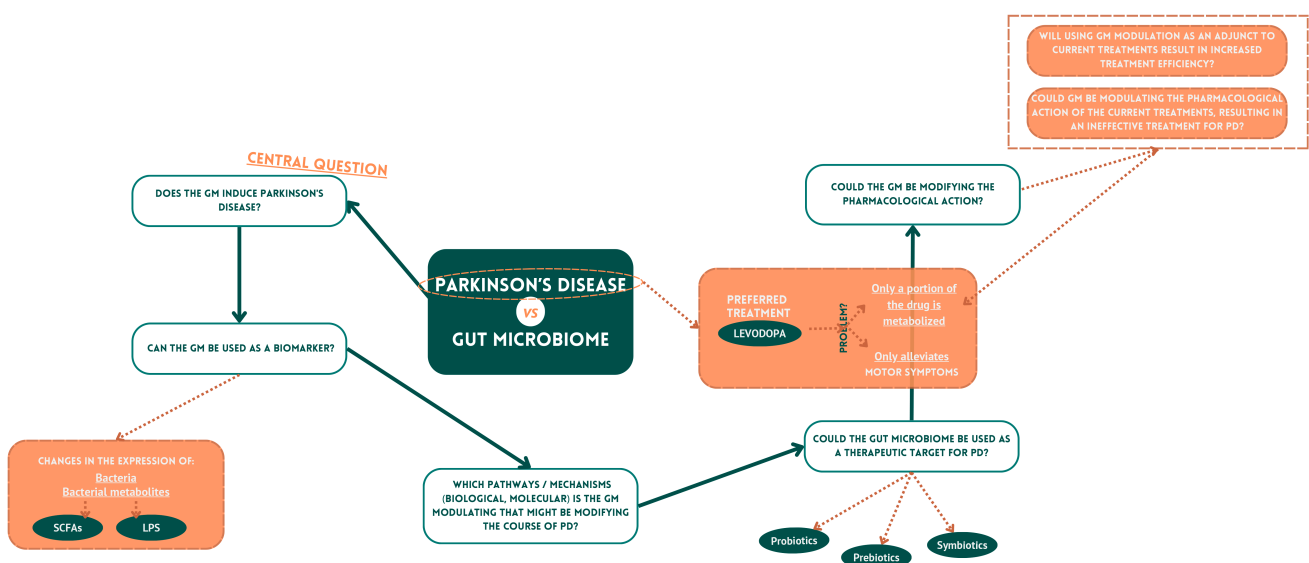 WILL USING GM MODULATION AS AN ADJUNCT TO
CURRENT TREATMENTS RESULT IN INCREASED
TREATMENT EFFICIENCY?
COULD GM BE MODULATING THE PHARMACOLOGICAL
ACTION OF THE CURRENT TREATMENTS, RESULTING IN
AN INEFFECTIVE TREATMENT FOR PD?
CENTRAL QUESTION
DOES THE GM INDUCE PARKINSON'S
DISEASE?
COULD THE GM BE MODIFYING THE
PHARMACOLOGICAL ACTION?
PARKINSON'S DISEASE
VS
GUT MICROBIOME
PREFERRED
TREATMENT
LEVODOPA
PROLLEM?
Only a portion of
the drug is
metabolized
Only alleviates
MOTOR SYMPTOMS
CAN THE GM BE USED AS A BIOMARKER?
CHANGES IN THE EXPRESSION OF:
Bacteria
Bacterial metabolites
SCFAs
LPS
WHICH PATHWAYS / MECHANISMS
(BIOLOGICAL, MOLECULAR) IS THE GM
MODULATING THAT MIGHT BE MODIFYING
THE COURSE OF PD?
COULD THE GUT MICROBIOME BE USED AS
A THERAPEUTIC TARGET FOR PD?
Probiotics
Prebiotics
Symbiotics